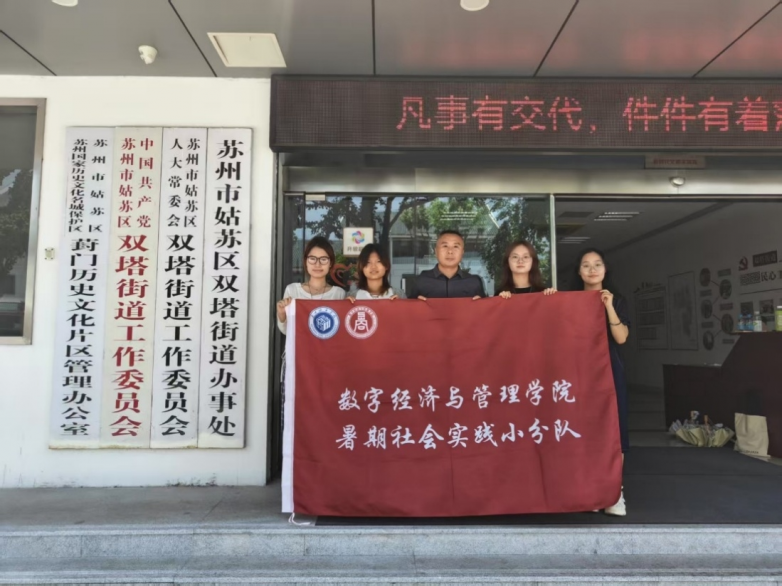 凡事有交代，件件有着
苏州市姑苏区双塔街道办事处
苏州市姑苏区
人大常委会
双塔街道工作委员会
中国共产党
苏州市姑苏区
双塔街道工作委员会
苏州市姑苏区
苏州国家历史文化名城保护区
葑门历史文化片区管理办公室
数字经济与管理学院
暑期社会实践小分队